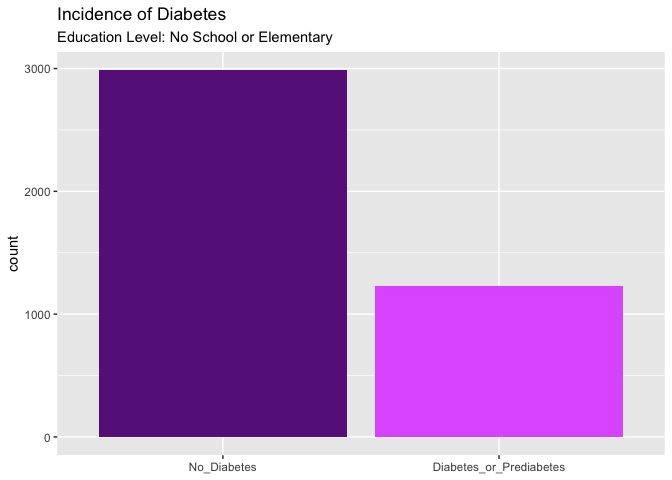 Incidence of Diabetes
Education Level: No School or Elementary
3000
2000
1000
0
count
No_Diabetes
Diabetes_or_Prediabetes